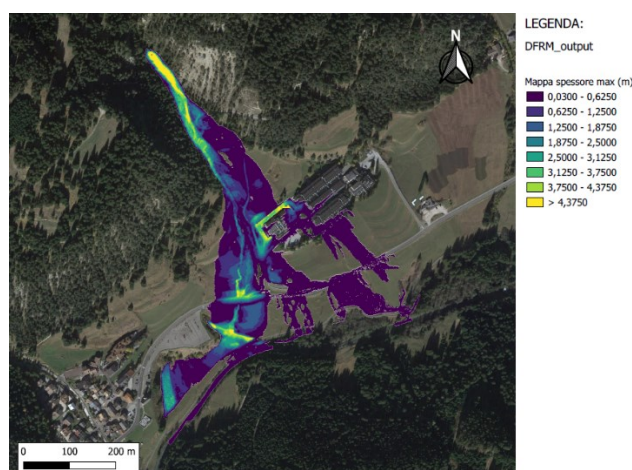 LEGENDA:
DFRM_output
Mappa spessore max (m)
0,0300 - 0,6250
0,6250 - 1,2500
1,2500 - 1,8750
1,8750 - 2,5000
2,5000 - 3,1250
3,1250 - 3,7500
3,7500 - 4,3750
> 4,3750
N
0 100 200 m